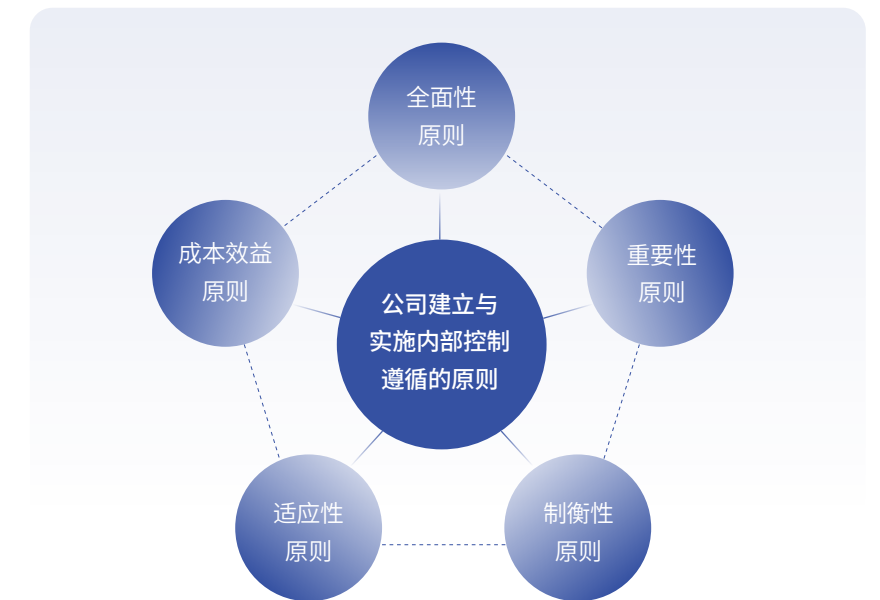 全面性
原则
成本效益
原则
重要性
原则
公司建立与
实施内部控制
遵循的原则
适应性
原则
制衡性
原则